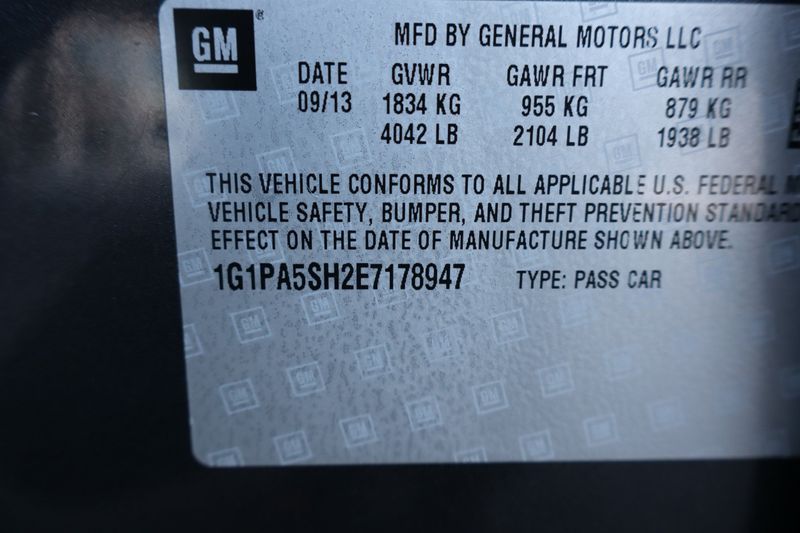 GM ®
MFD BY GENERAL MOTORS LLC
DATE GVWR GAWR FRT GAWR RR
09/13 1834 KG 955 KG 879 KG
4042 LB 2104 LB 1938 LB
THIS VEHICLE CONFORMS TO ALL APPLICABLE U.S. FEDERAL M
VEHICLE SAFETY, BUMPER, AND THEFT PREVENTION STANDARD
EFFECT ON THE DATE OF MANUFACTURE SHOWN ABOVE.
1G1PA5SH2E7178947 TYPE: PASS CAR